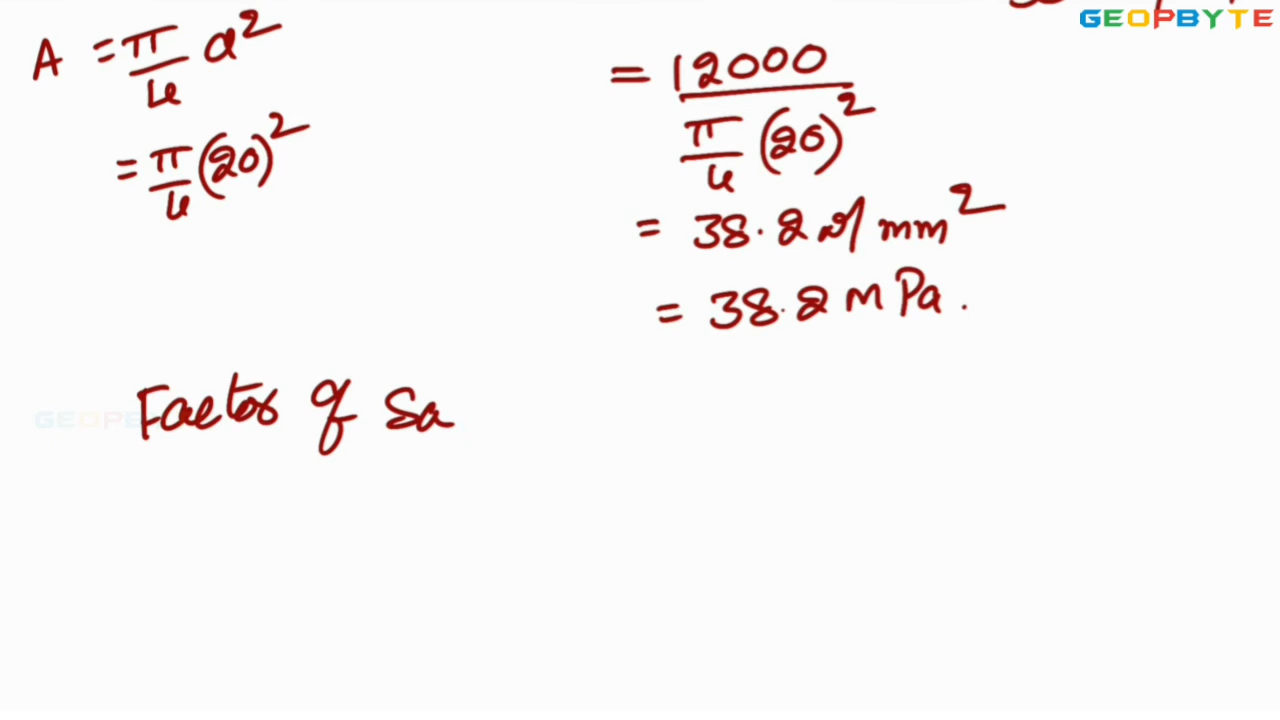 GEOPBYTE
A = π/4 d²
= π/4 (20)²
= 12000 / π/4 (20)²
= 38.2 N/mm²
= 38.2 MPa.
GEOPB
Factor of Sa